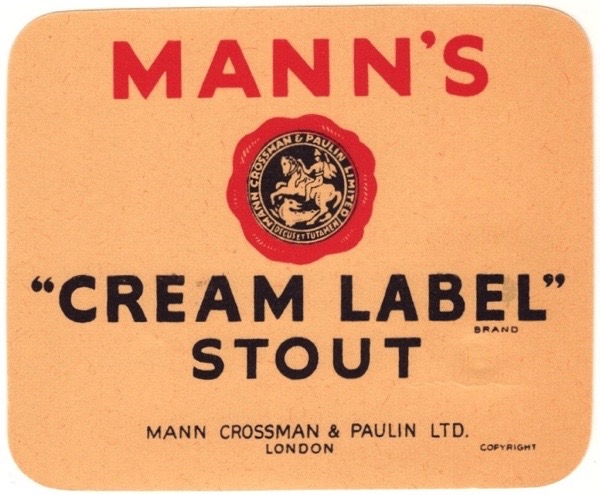 MANN'S
MANN CROSSMAN & PAULIN LIMITED
DECUS ET TUTAMEN
"CREAM LABEL"
BRAND
STOUT
MANN CROSSMAN & PAULIN LTD.
LONDON
COPYRIGHT